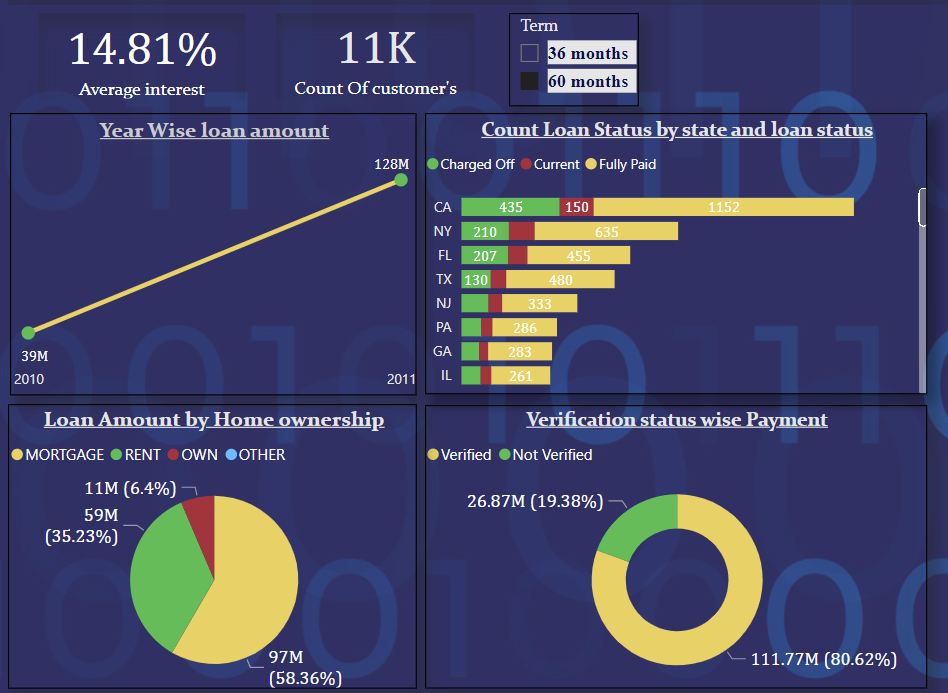 14.81%
Average interest
11K
Count Of customer's
Term
36 months
60 months
Year Wise loan amount
128M
39M
2010
2011
Count Loan Status by state and loan status
Charged Off Current Fully Paid
CA 435 150 1152
NY 210 635
FL 207 455
TX 130 480
NJ 333
PA 286
GA 283
IL 261
Loan Amount by Home ownership
MORTGAGE RENT OWN OTHER
11M (6.4%)
59M
(35.23%)
97M
(58.36%)
Verification status wise Payment
Verified Not Verified
26.87M (19.38%)
111.77M (80.62%)